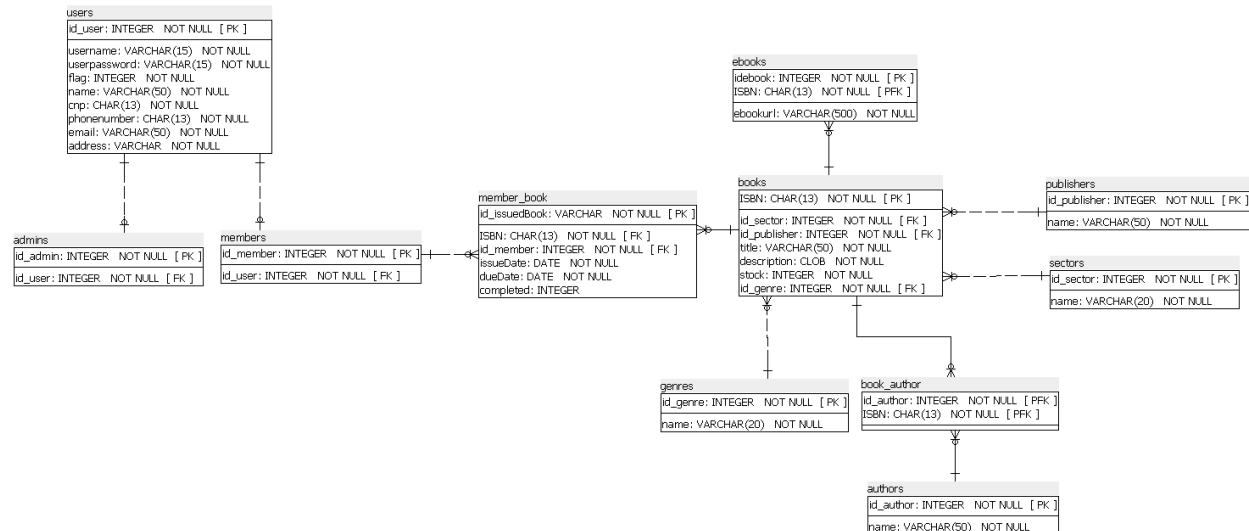 users
id_user: INTEGER NOT NULL [ PK ]
username: VARCHAR(15) NOT NULL
userpassword: VARCHAR(15) NOT NULL
flag: INTEGER NOT NULL
name: VARCHAR(50) NOT NULL
cnp: CHAR(13) NOT NULL
phonenumber: CHAR(13) NOT NULL
email: VARCHAR(50) NOT NULL
address: VARCHAR NOT NULL
admins
id_admin: INTEGER NOT NULL [ PK ]
id_user: INTEGER NOT NULL [ FK ]
members
id_member: INTEGER NOT NULL [ PK ]
id_user: INTEGER NOT NULL [ FK ]
member_book
id_issuedBook: VARCHAR NOT NULL [ PK ]
ISBN: CHAR(13) NOT NULL [ FK ]
id_member: INTEGER NOT NULL [ FK ]
issueDate: DATE NOT NULL
dueDate: DATE NOT NULL
completed: INTEGER
ebooks
idebook: INTEGER NOT NULL [ PK ]
ISBN: CHAR(13) NOT NULL [ PFK ]
ebookurl: VARCHAR(500) NOT NULL
books
ISBN: CHAR(13) NOT NULL [ PK ]
id_sector: INTEGER NOT NULL [ FK ]
id_publisher: INTEGER NOT NULL [ FK ]
title: VARCHAR(50) NOT NULL
description: CLOB NOT NULL
stock: INTEGER NOT NULL
id_genre: INTEGER NOT NULL [ FK ]
publishers
id_publisher: INTEGER NOT NULL [ PK ]
name: VARCHAR(50) NOT NULL
sectors
id_sector: INTEGER NOT NULL [ PK ]
name: VARCHAR(20) NOT NULL
genres
id_genre: INTEGER NOT NULL [ PK ]
name: VARCHAR(20) NOT NULL
book_author
id_author: INTEGER NOT NULL [ PFK ]
ISBN: CHAR(13) NOT NULL [ PFK ]
authors
id_author: INTEGER NOT NULL [ PK ]
name: VARCHAR(50) NOT NULL